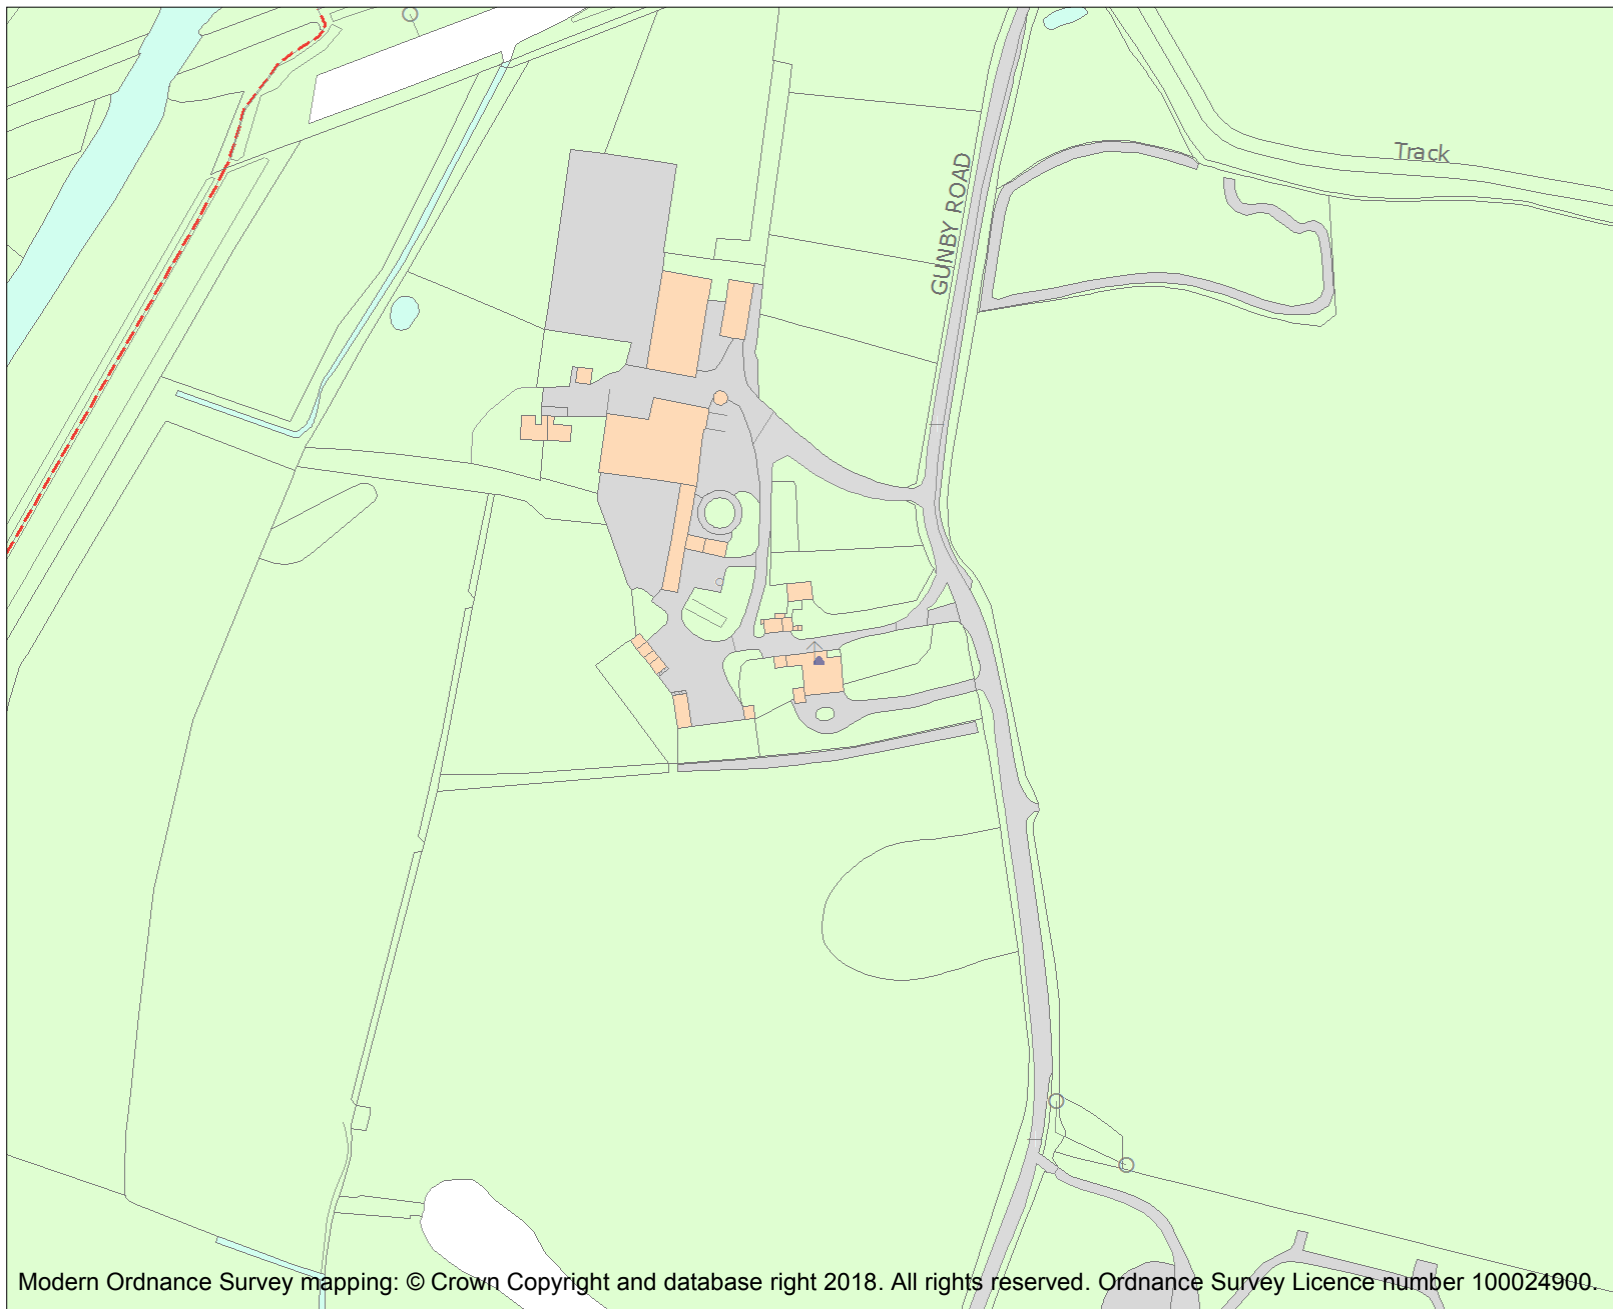 Track
GUNBY ROAD
Modern Ordnance Survey mapping: © Crown Copyright and database right 2018. All rights reserved. Ordnance Survey Licence number 100024900.